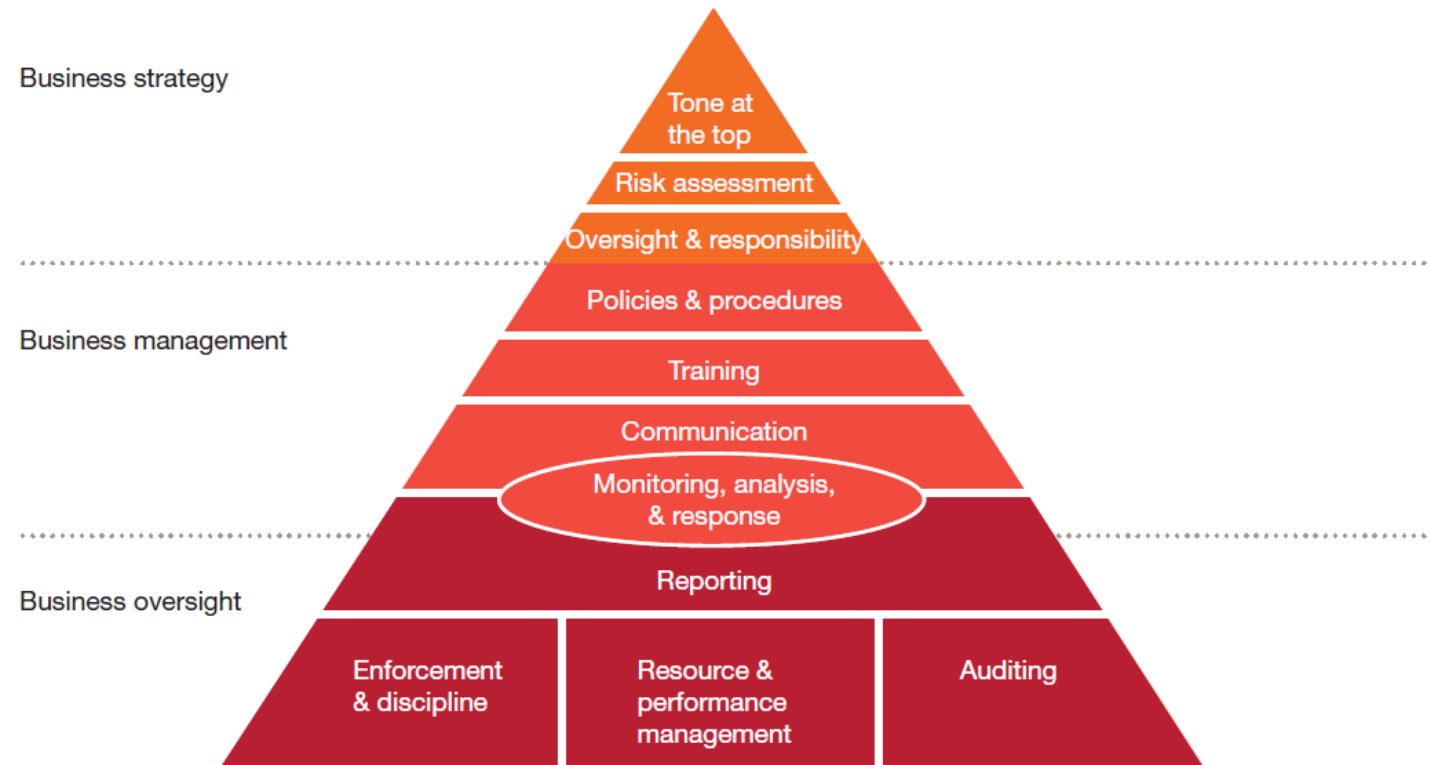 Business strategy
Tone at
the top
Risk assessment
Oversight & responsibility
Policies & procedures
Business management
Training
Communication
Monitoring, analysis,
& response
Reporting
Business oversight
Enforcement
& discipline
Resource &
performance
management
Auditing